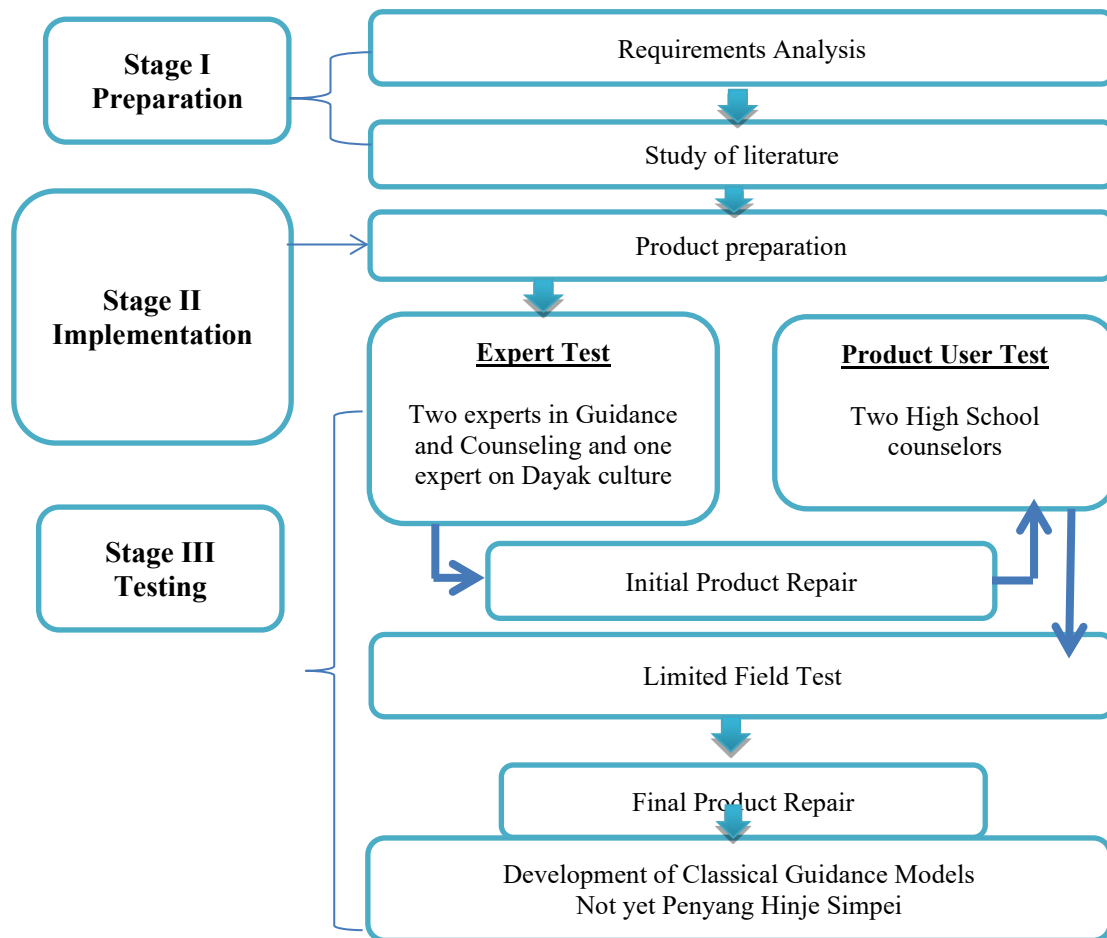 Stage I
Preparation
Requirements Analysis
Study of literature
Stage II
Implementation
Product preparation
Expert Test
Two experts in Guidance
and Counseling and one
expert on Dayak culture
Product User Test
Two High School
counselors
Stage III
Testing
Initial Product Repair
Limited Field Test
Final Product Repair
Development of Classical Guidance Models
Not yet Penyang Hinje Simpei